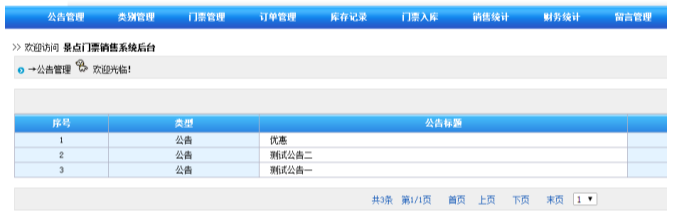 公告管理 类别管理 门票管理 订单管理 库存记录 门票入库 销售统计 财务统计 留言管理
>> 欢迎访问 景点门票销售系统后台
→公告管理 欢迎光临!
序号 类型 公告标题
1 公告 优惠
2 公告 测试公告二
3 公告 测试公告一
共3条 第1/1页 首页 上页 下页 末页 1